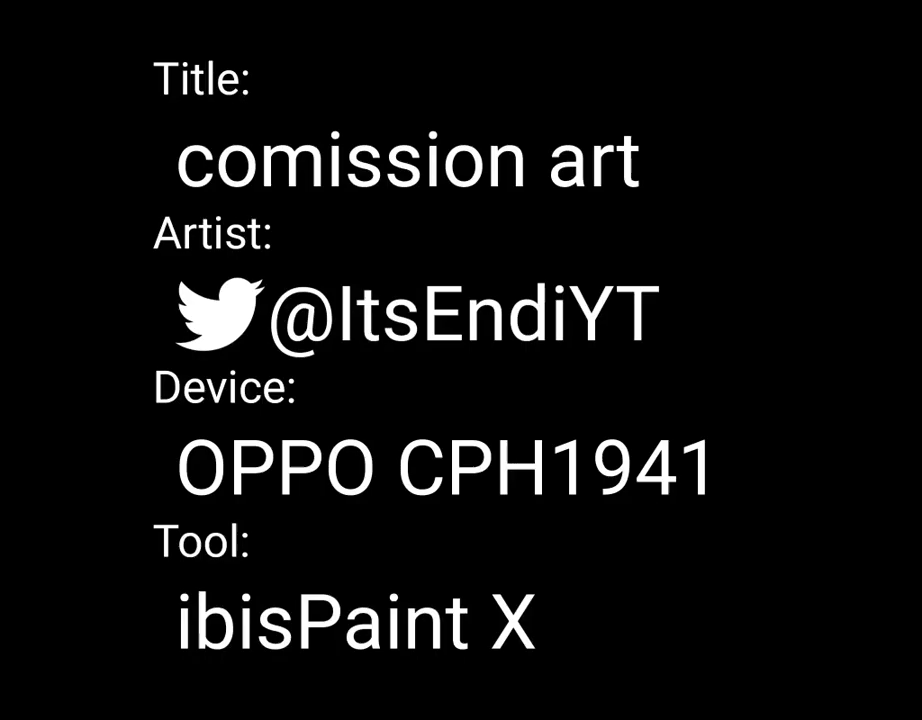 Title:
comission art
Artist:
@ItsEndiYT
Device:
OPPO CPH1941
Tool:
ibisPaint X